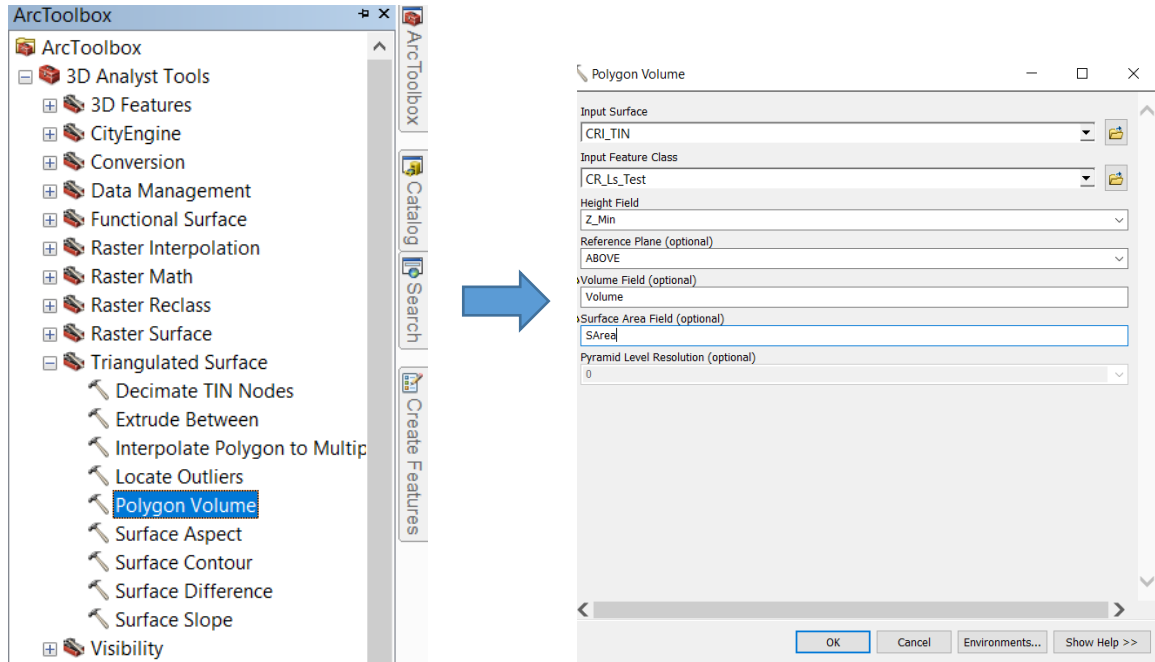 ArcToolbox
ArcToolbox
3D Analyst Tools
3D Features
CityEngine
Conversion
Data Management
Functional Surface
Raster Interpolation
Raster Math
Raster Reclass
Raster Surface
Triangulated Surface
Decimate TIN Nodes
Extrude Between
Interpolate Polygon to Multip
Locate Outliers
Polygon Volume
Surface Aspect
Surface Contour
Surface Difference
Surface Slope
Visibility
ArcToolbox
Catalog
Search
Create Features
Polygon Volume
Input Surface
CRI_TIN
Input Feature Class
CR_Ls_Test
Height Field
Z_Min
Reference Plane (optional)
ABOVE
Volume Field (optional)
Volume
Surface Area Field (optional)
SArea
Pyramid Level Resolution (optional)
0
OK Cancel Environments... Show Help >>